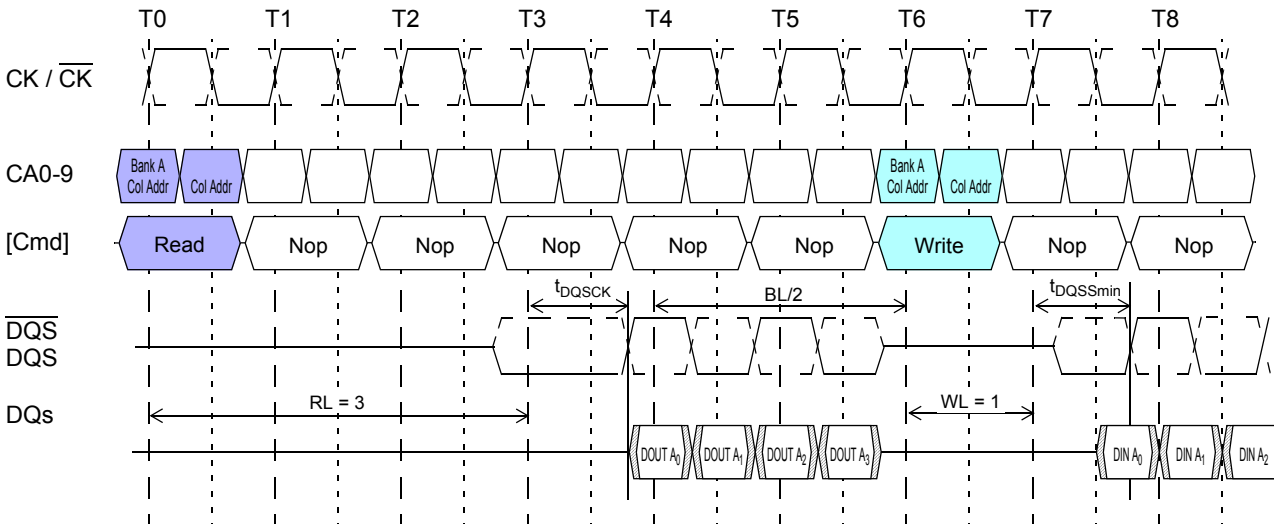 T0 T1 T2 T3 T4 T5 T6 T7 T8
CK / CK
CA0-9 Bank A Col Addr Col Addr Bank A Col Addr Col Addr
[Cmd] Read Nop Nop Nop Nop Nop Write Nop Nop
tDQSCK BL/2 tDQSSmin
DQS
DQS
RL = 3 WL = 1
DQs
DOUT A0 DOUT A1 DOUT A2 DOUT A3 DIN A0 DIN A1 DIN A2